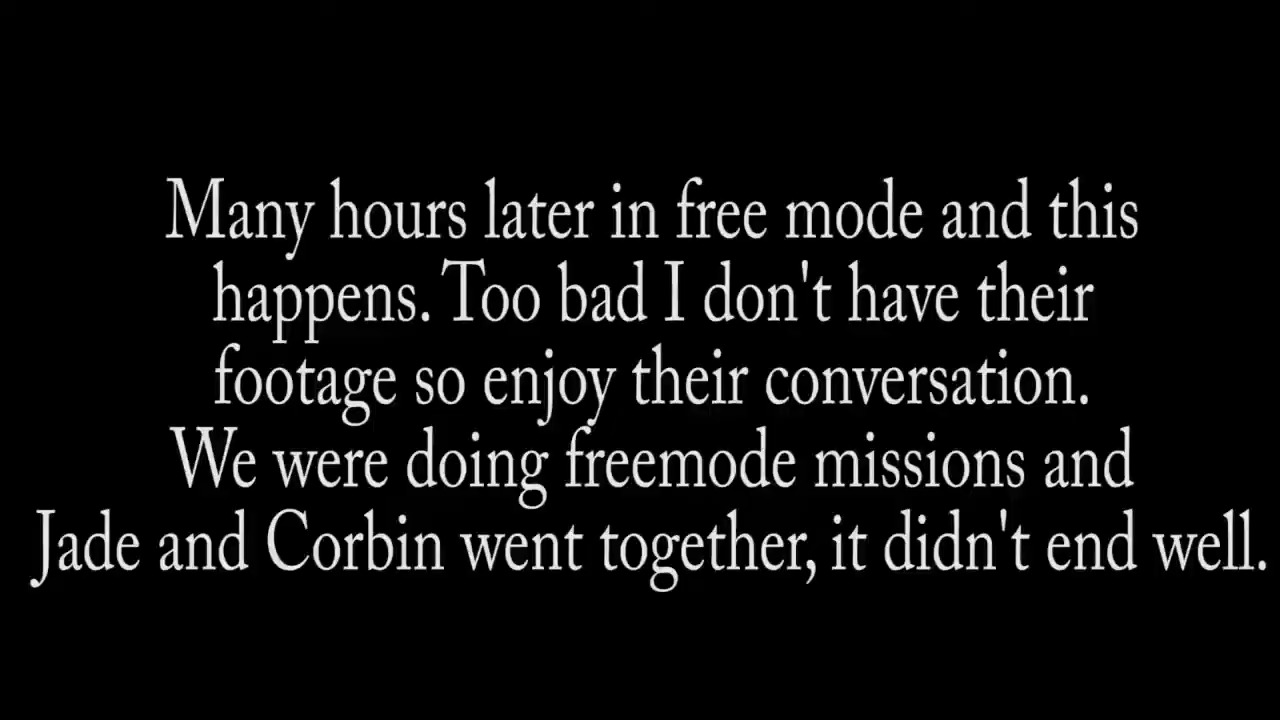 Many hours later in free mode and this
happens. Too bad I don't have their
footage so enjoy their conversation.
We were doing freemode missions and
Jade and Corbin went together, it didn't end well.